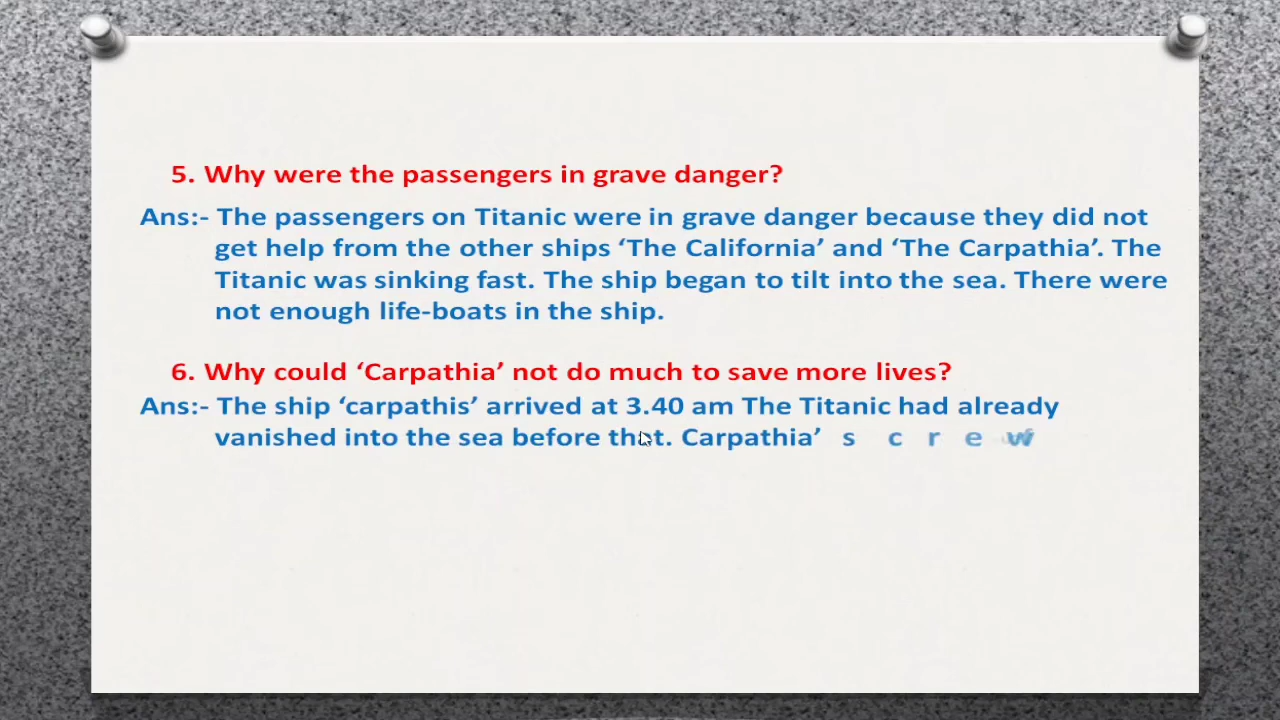 5. Why were the passengers in grave danger?
Ans:- The passengers on Titanic were in grave danger because they did not
get help from the other ships ‘The California’ and ‘The Carpathia’. The
Titanic was sinking fast. The ship began to tilt into the sea. There were
not enough life-boats in the ship.
6. Why could ‘Carpathia’ not do much to save more lives?
Ans:- The ship ‘carpathis’ arrived at 3.40 am The Titanic had already
vanished into the sea before that. Carpathia’ s crew